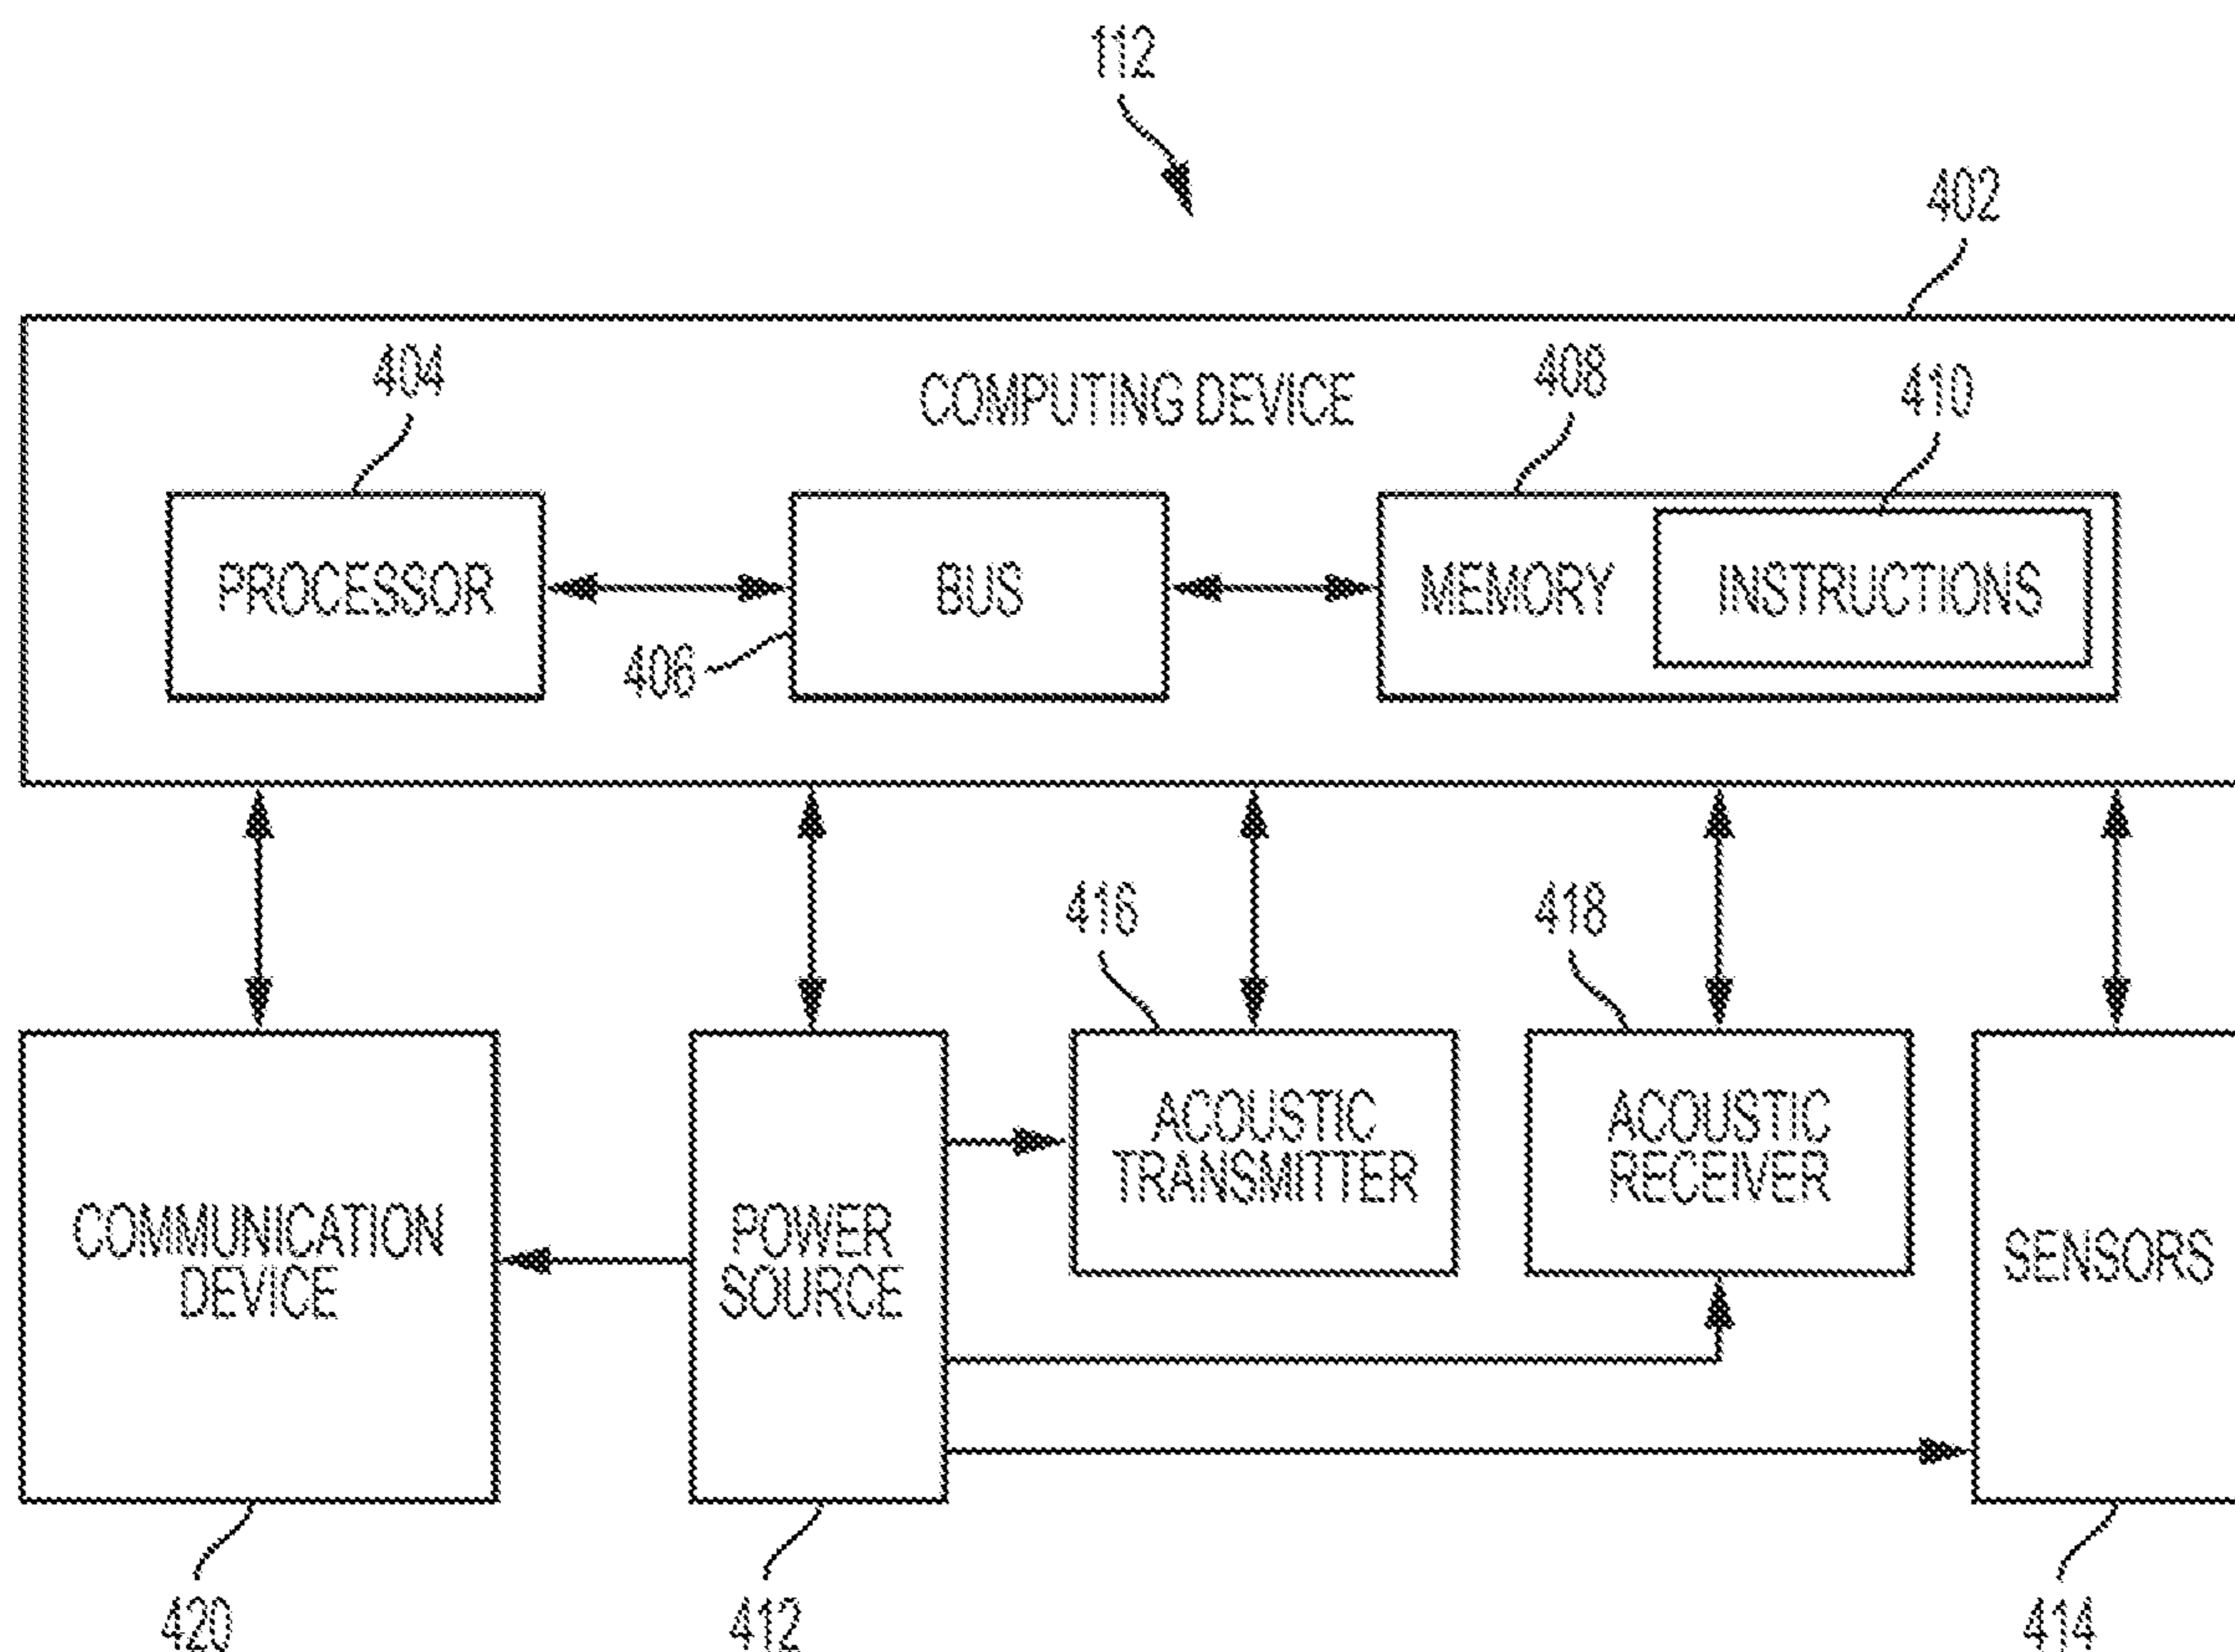 112
402
COMPUTING DEVICE
404
408
410
PROCESSOR
BUS
MEMORY
INSTRUCTIONS
406
416
418
COMMUNICATION
DEVICE
POWER
SOURCE
ACOUSTIC
TRANSMITTER
ACOUSTIC
RECEIVER
SENSORS
420
412
414